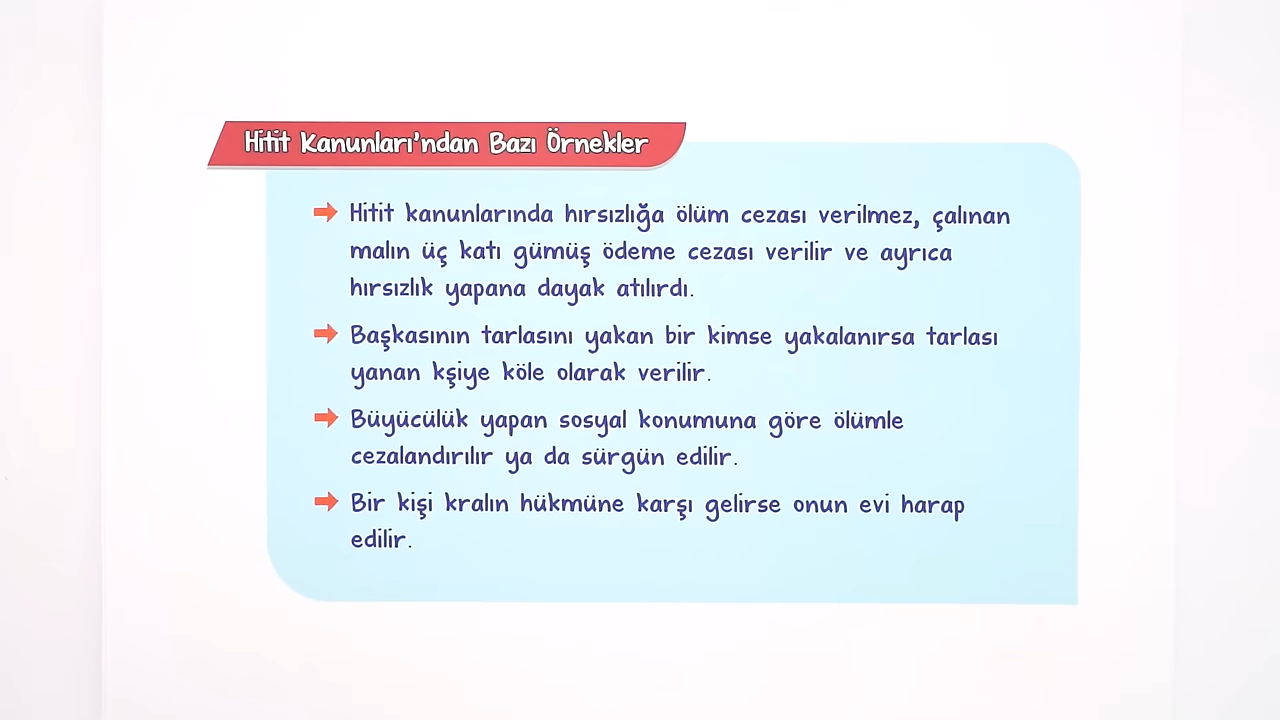 Hitit Kanunları'ndan Bazı Örnekler
Hitit kanunlarında hırsızlığa ölüm cezası verilmez, çalınan
malın üç katı gümüş ödeme cezası verilir ve ayrıca
hırsızlık yapana dayak atılırdı.
Başkasının tarlasını yakan bir kimse yakalanırsa tarlası
yanan kşiye köle olarak verilir.
Büyücülük yapan sosyal konumuna göre ölümle
cezalandırılır ya da sürgün edilir.
Bir kişi kralın hükmüne karşı gelirse onun evi harap
edilir.